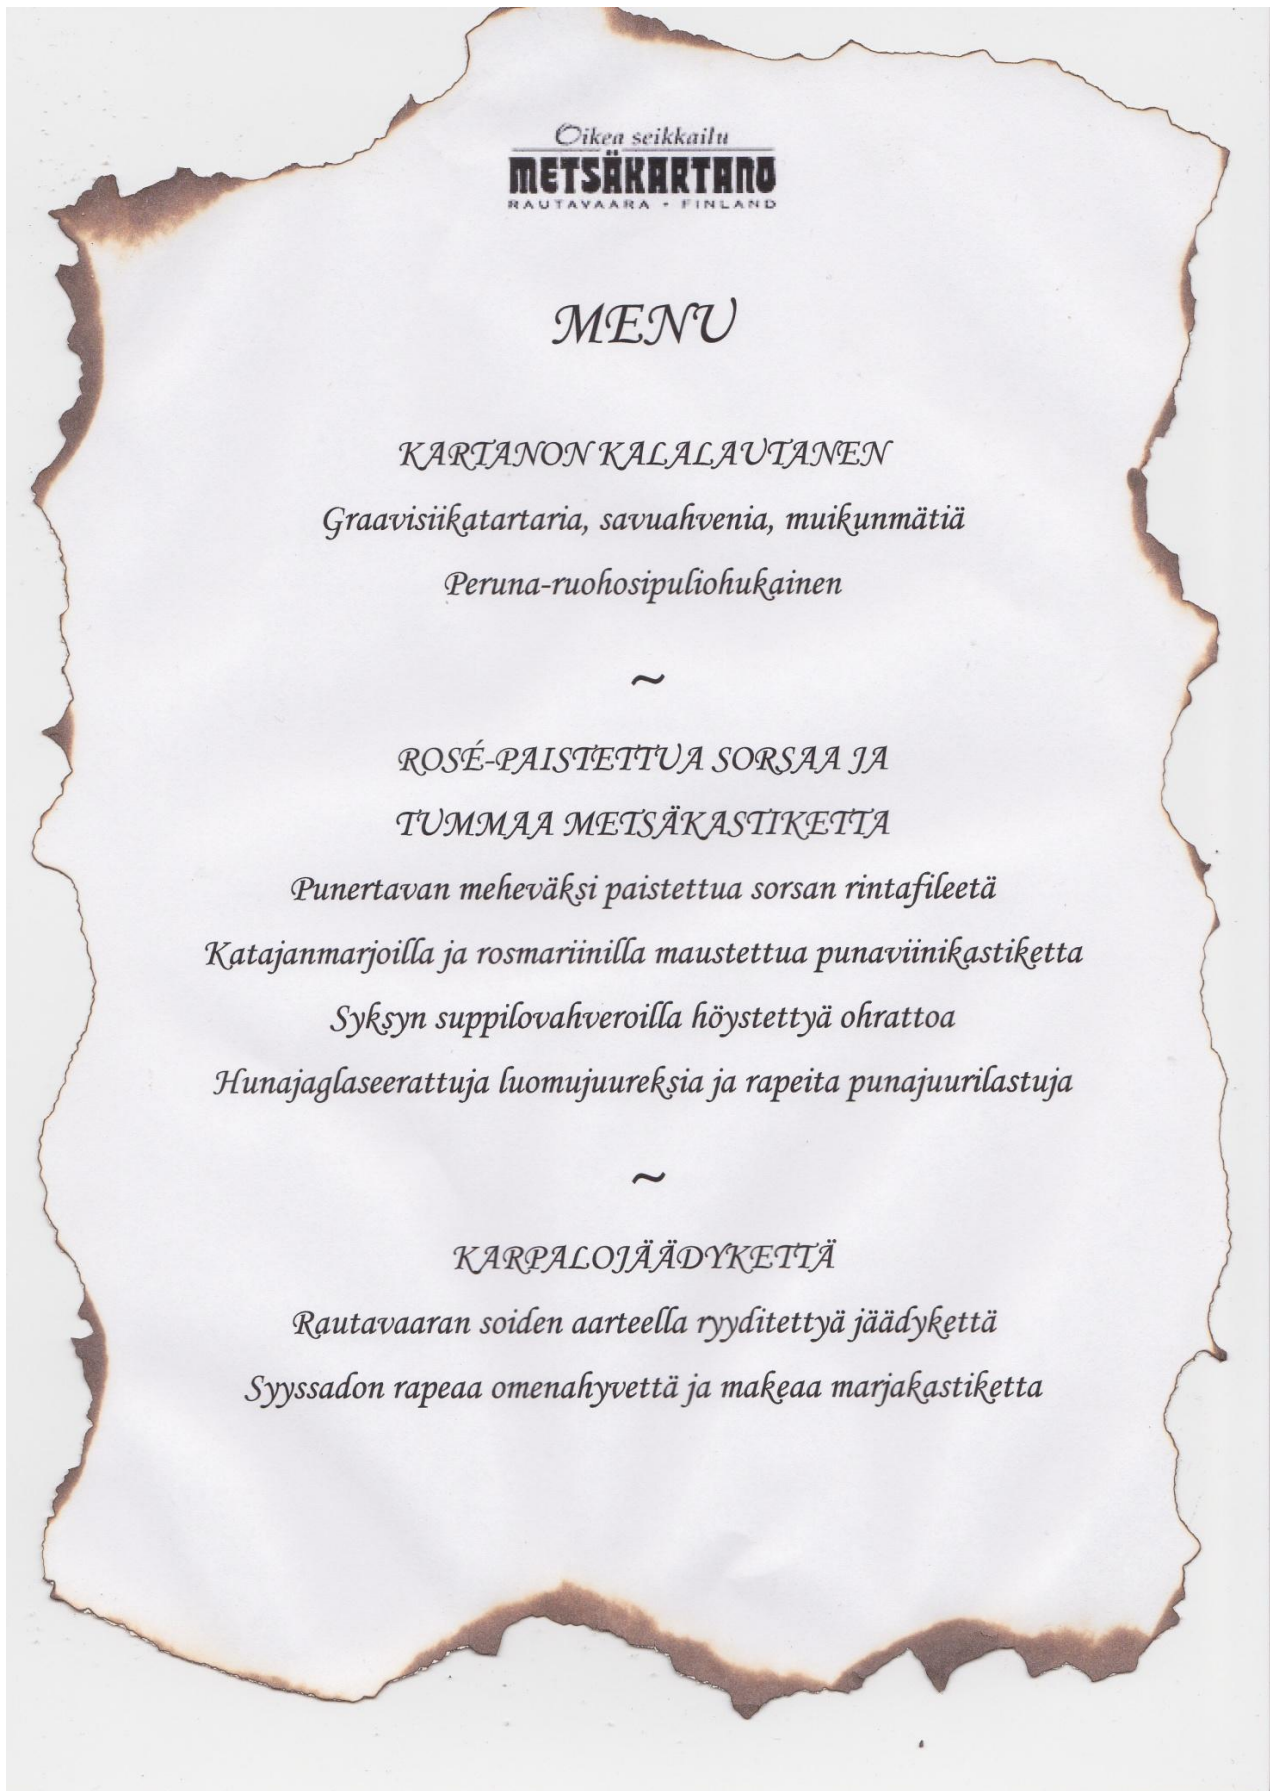 Oikea seikkailu
METSÄKARTANO
RAUTAVAARA • FINLAND
MENU
KARTANON KALALAUTANEN
Graavisiikatartaria, savuahvenia, muikunmätiä
Peruna-ruohosipuliohukainen
~
ROSÉ-PAISTETTUA SORSAA JA
TUMMAA METSÄKASTIKETTA
Punertavan meheväksi paistettua sorsan rintafileetä
Katajanmarjoilla ja rosmariinilla maustettua punaviinikastiketta
Syksyn suppilovahveroilla höystettyä ohrattoa
Hunajaglaseerattuja luomujuureksia ja rapeita punajuurilastuja
~
KARPALOJÄÄDYKETTÄ
Rautavaaran soiden aarteella ryyditettyä jäädykettä
Syyssadon rapeaa omenahyvettä ja makeaa marjakastiketta